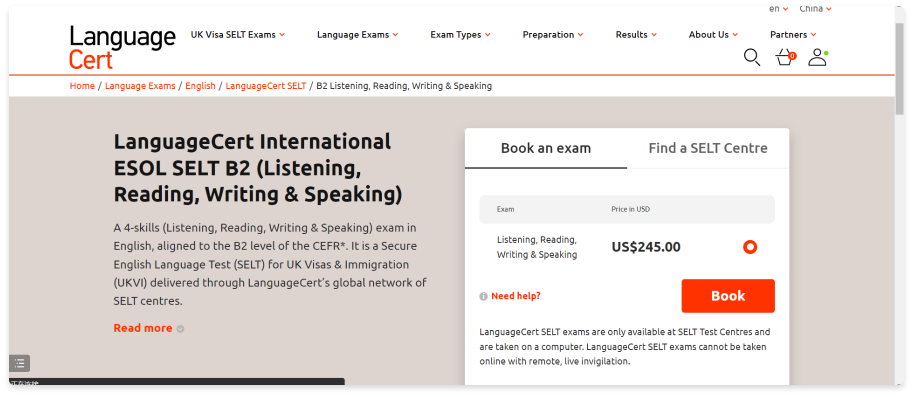 en China
Language
Cert
UK Visa SELT Exams Language Exams Exam Types Preparation Results About Us Partners
0
Home / Language Exams / English / LanguageCert SELT / B2 Listening, Reading, Writing & Speaking
LanguageCert International
ESOL SELT B2 (Listening,
Reading, Writing & Speaking)
A 4-skills (Listening, Reading, Writing & Speaking) exam in
English, aligned to the B2 level of the CEFR*. It is a Secure
English Language Test (SELT) for UK Visas & Immigration
(UKVI) delivered through LanguageCert's global network of
SELT centres.
Read more
Book an exam Find a SELT Centre
Exam Price in USD
Listening, Reading,
Writing & Speaking
US$245.00
Need help?
Book
LanguageCert SELT exams are only available at SELT Test Centres and
are taken on a computer. LanguageCert SELT exams cannot be taken
online with remote, live invigilation.